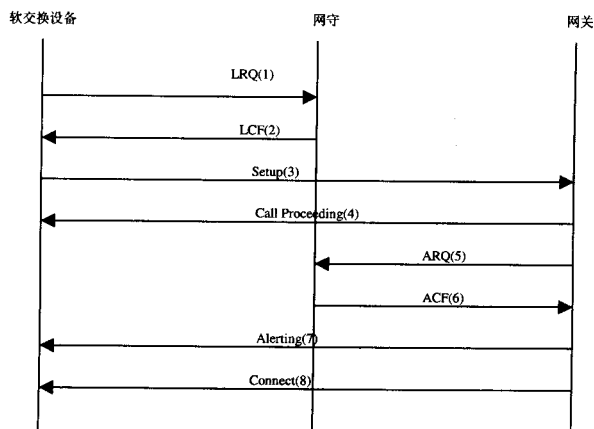 软交换设备 网守 网关
LRQ(1)
LCF(2)
Setup(3)
Call Proceeding(4)
ARQ(5)
ACF(6)
Alerting(7)
Connect(8)